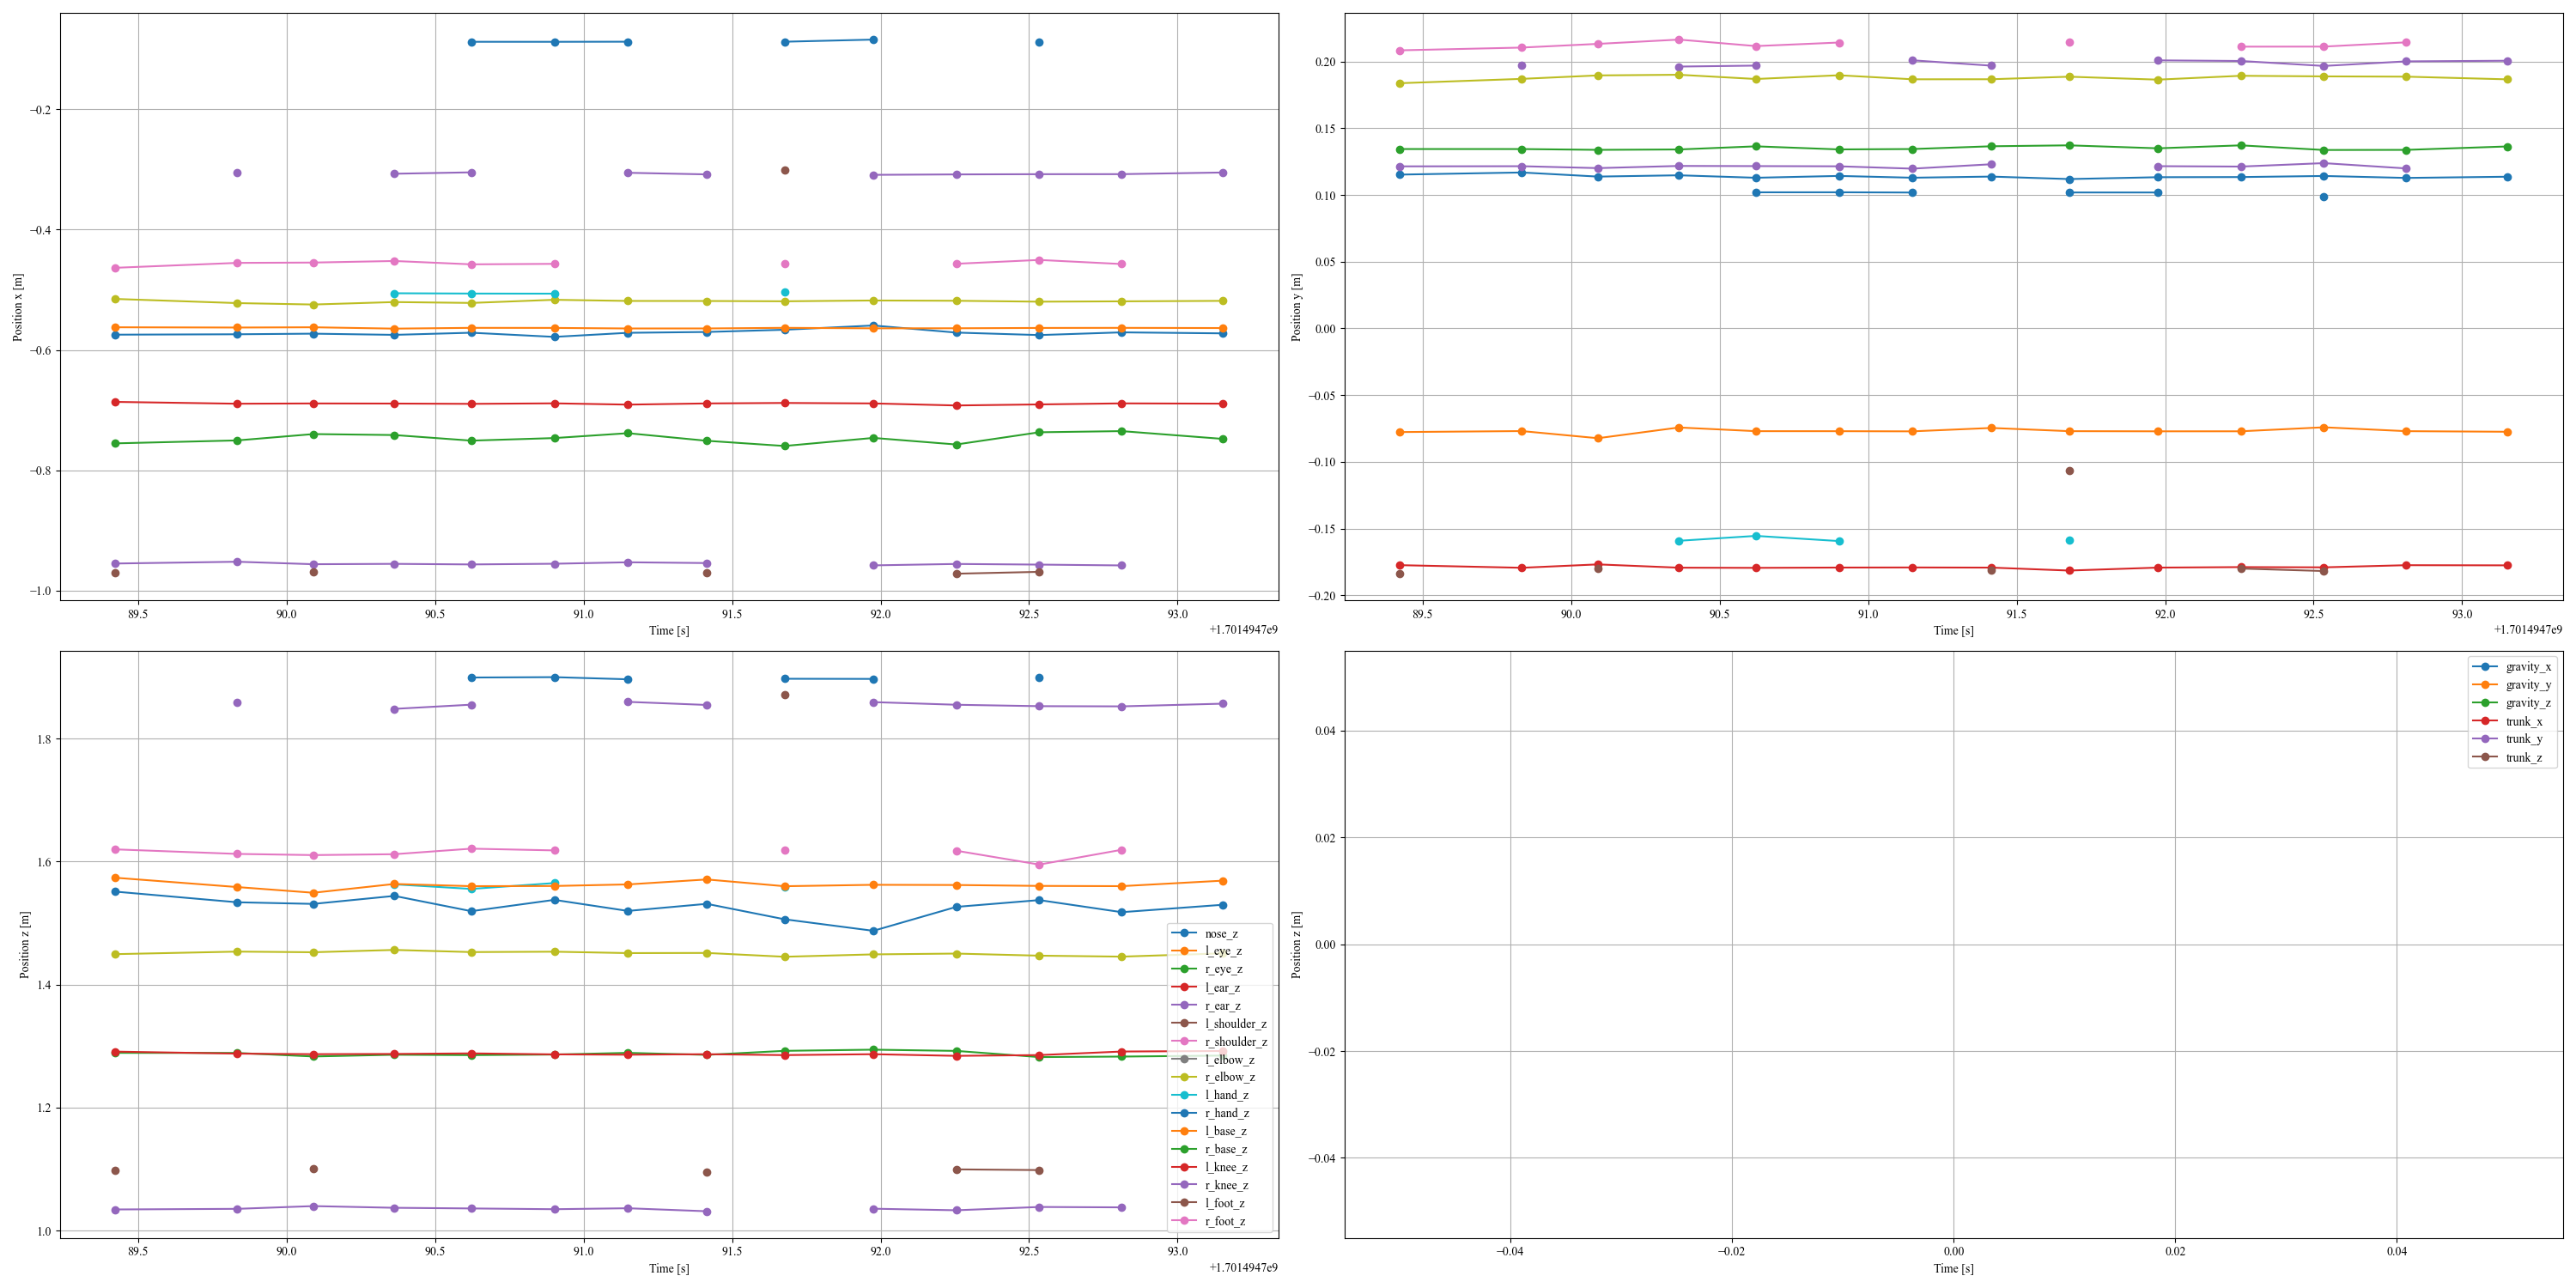 Position x [m]
−0.2
−0.4
−0.6
−0.8
−1.0
89.5 90.0 90.5 91.0 91.5 92.0 92.5 93.0
Time [s]
+1.7014947e9
Position y [m]
0.20
0.15
0.10
0.05
0.00
−0.05
−0.10
−0.15
−0.20
89.5 90.0 90.5 91.0 91.5 92.0 92.5 93.0
Time [s]
+1.7014947e9
Position z [m]
1.8
1.6
1.4
1.2
1.0
nose_z
l_eye_z
r_eye_z
l_ear_z
r_ear_z
l_shoulder_z
r_shoulder_z
l_elbow_z
r_elbow_z
l_hand_z
r_hand_z
l_base_z
r_base_z
l_knee_z
r_knee_z
l_foot_z
r_foot_z
89.5 90.0 90.5 91.0 91.5 92.0 92.5 93.0
Time [s]
+1.7014947e9
Position z [m]
0.04
0.02
0.00
−0.02
−0.04
gravity_x
gravity_y
gravity_z
trunk_x
trunk_y
trunk_z
−0.04 −0.02 0.00 0.02 0.04
Time [s]